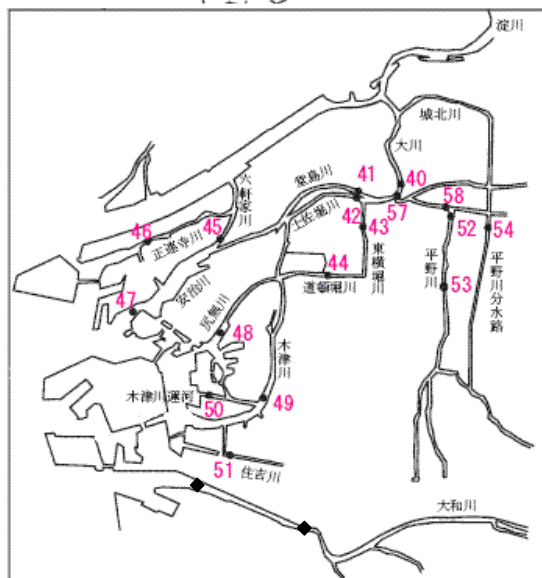 淀川
城北川
大川
堂島川
41
40
六軒家川
土佐堀川
58
42
57
52
43
54
46
45
正連寺川
東横堀川
平野川
平野川分水路
44
道頓堀川
53
安治川
47
尻無川
48
木津川
木津川運河
50
49
51
住吉川
大和川